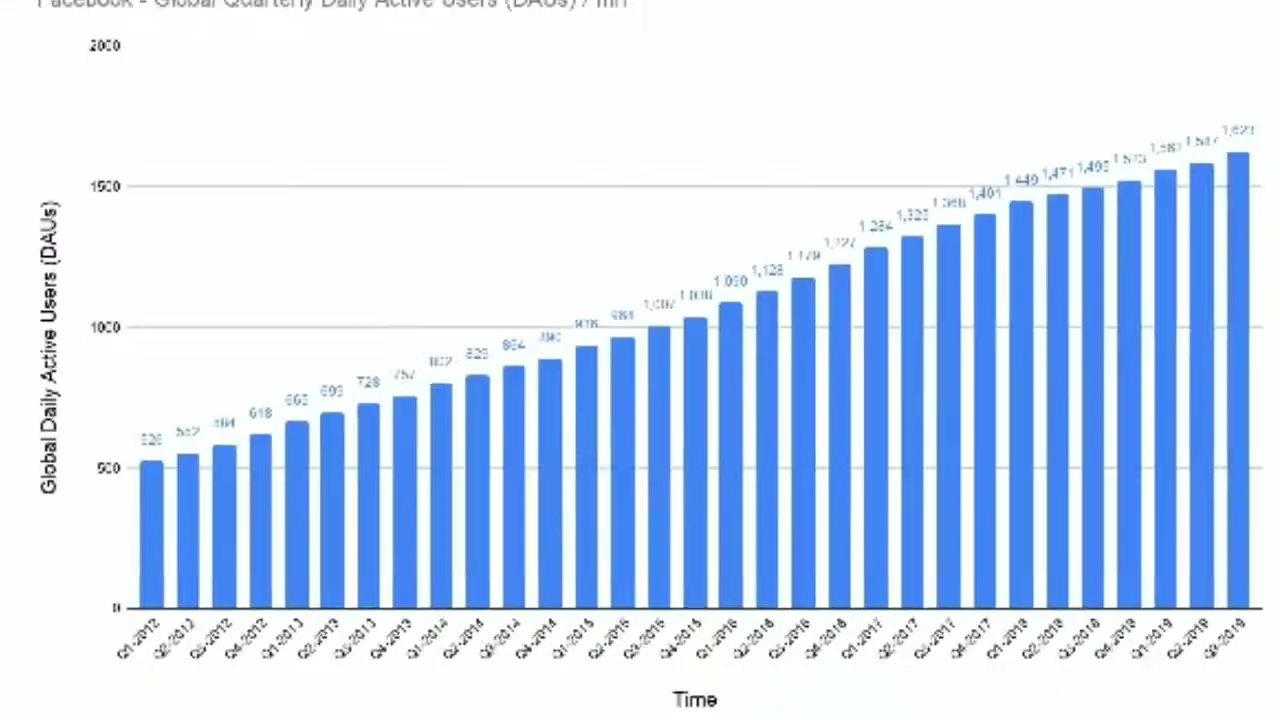 Facebook - Global Quarterly Daily Active Users (DAUs) / mn
2000
1500
1000
500
0
Global Daily Active Users (DAUs)
526 552 584 618 665 699 728 757 802 829 864 890 936 968 1,007 1,038 1,090 1,128 1,179 1,227 1,284 1,325 1,368 1,401 1,449 1,471 1,495 1,587 1,623
Q1-2012 Q2-2012 Q3-2012 Q4-2012 Q1-2013 Q2-2013 Q3-2013 Q4-2013 Q1-2014 Q2-2014 Q3-2014 Q4-2014 Q1-2015 Q2-2015 Q3-2015 Q4-2015 Q1-2016 Q2-2016 Q3-2016 Q4-2016 Q1-2017 Q2-2017 Q3-2017 Q4-2017 Q1-2018 Q2-2018 Q3-2018 Q4-2018 Q1-2019 Q2-2019 Q3-2019
Time